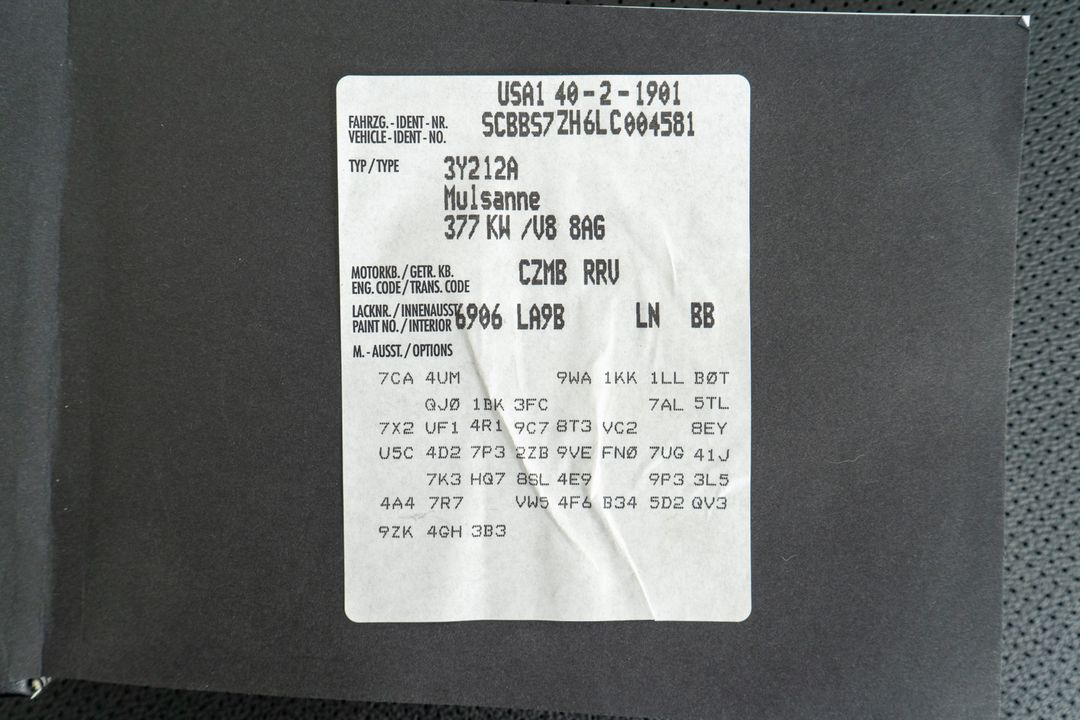 USA1 40-2-1901
FAHRZG.-IDENT-NR. SCBBS7ZH6LC004581
VEHICLE-IDENT-NO.
TYP/TYPE 3Y212A
Mulsanne
377 KW /V8 8AG
MOTORKB./GETR. KB. CZMB RRV
ENG. CODE/TRANS. CODE
LACKNR./INNENAUSST. 6906 LA9B LN BB
PAINT NO./INTERIOR
M.-AUSST./OPTIONS
7CA 4UM 9WA 1KK 1LL BØT
QJØ 1BK 3FC 7AL 5TL
7X2 UF1 4R1 9C7 8T3 VC2 8EY
U5C 4D2 7P3 2ZB 9VE FNØ 7UG 41J
7K3 HQ7 8SL 4E9 9P3 3L5
4A4 7R7 VW5 4F6 B34 5D2 QV3
9ZK 4GH 3B3